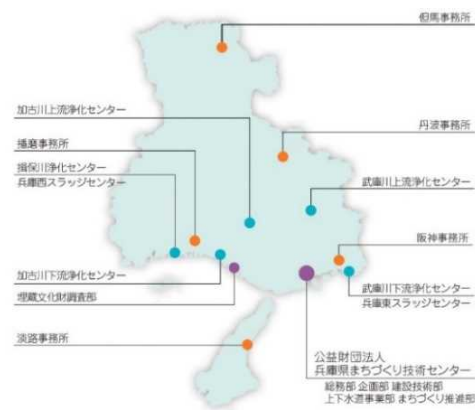 但馬事務所
加古川上流浄化センター
丹波事務所
播磨事務所
揖保川浄化センター
兵庫西スラッジセンター
武庫川上流浄化センター
阪神事務所
加古川下流浄化センター
武庫川下流浄化センター
兵庫東スラッジセンター
埋蔵文化財調査部
淡路事務所
公益財団法人
兵庫県まちづくり技術センター
総務部 企画部 建設技術部
上下水道事業部 まちづくり推進部